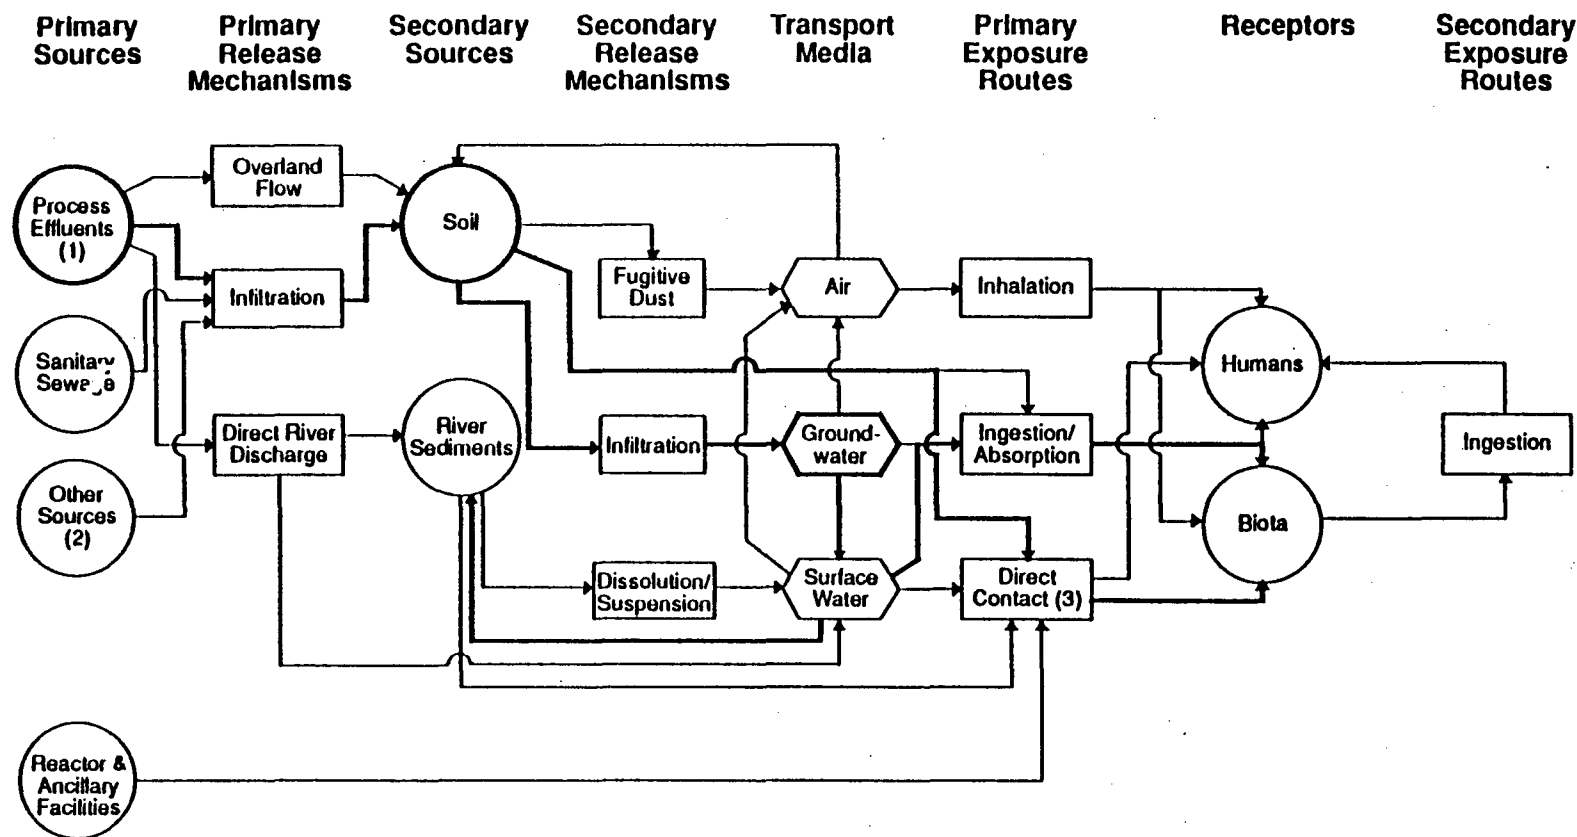 Primary
Sources
Primary
Release
Mechanisms
Secondary
Sources
Secondary
Release
Mechanisms
Transport
Media
Primary
Exposure
Routes
Receptors
Secondary
Exposure
Routes
Process
Effluents
(1)
Sanitary
Sewage
Other
Sources
(2)
Reactor &
Ancillary
Facilities
Overland
Flow
Infiltration
Direct River
Discharge
Soil
River
Sediments
Fugitive
Dust
Infiltration
Dissolution/
Suspension
Air
Ground-
water
Surface
Water
Inhalation
Ingestion/
Absorption
Direct
Contact (3)
Humans
Biota
Ingestion